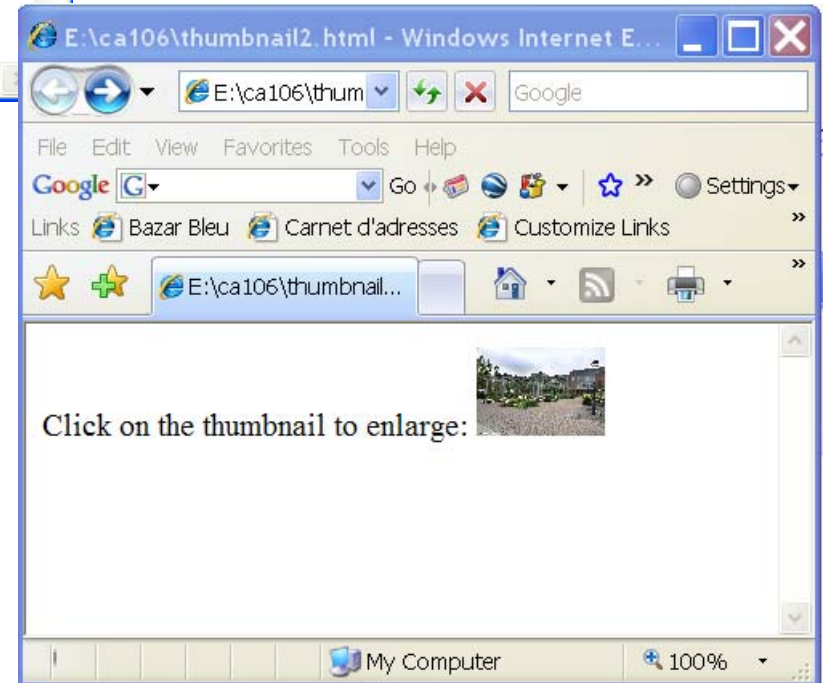 E:\ca106\thumbnail2.html - Windows Internet E...
E:\ca106\thum Google
File Edit View Favorites Tools Help
Google G Go Settings
Links Bazar Bleu Carnet d'adresses Customize Links
E:\ca106\thumbnail...
Click on the thumbnail to enlarge:
My Computer 100%